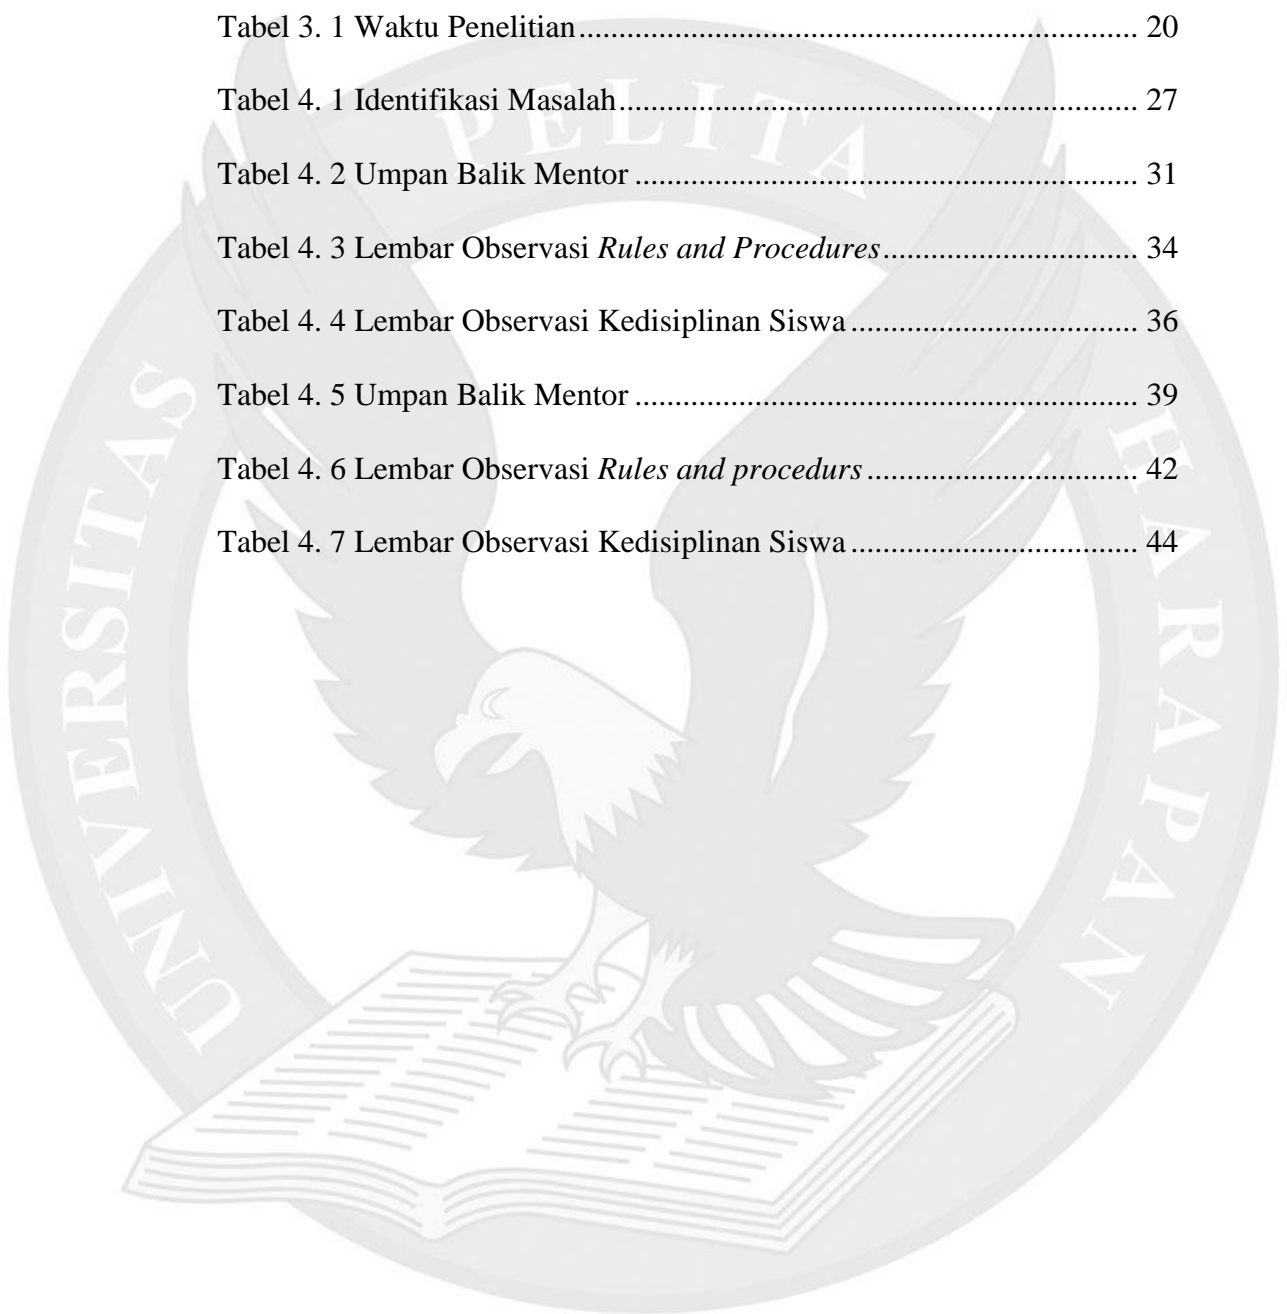 Tabel 3. 1 Waktu Penelitian.................................................................... 20
Tabel 4. 1 Identifikasi Masalah............................................................... 27
Tabel 4. 2 Umpan Balik Mentor ............................................................. 31
Tabel 4. 3 Lembar Observasi Rules and Procedures............................... 34
Tabel 4. 4 Lembar Observasi Kedisiplinan Siswa................................... 36
Tabel 4. 5 Umpan Balik Mentor ............................................................. 39
Tabel 4. 6 Lembar Observasi Rules and procedurs................................. 42
Tabel 4. 7 Lembar Observasi Kedisiplinan Siswa................................... 44
UNIVERSITAS
PELITA
HARAPAN